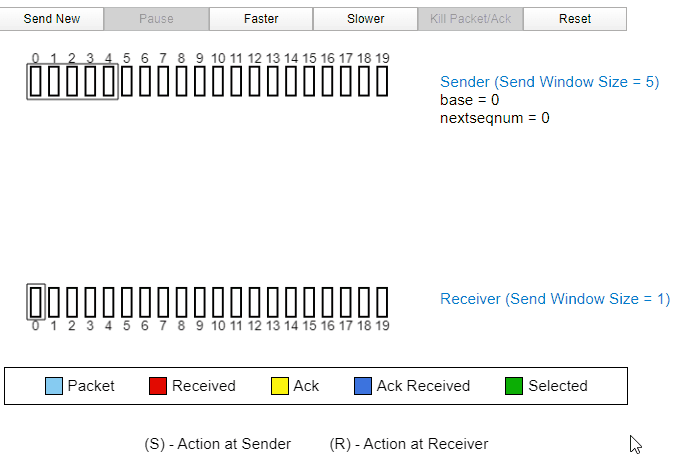 Send New Pause Faster Slower Kill Packet/Ack Reset
0 1 2 3 4 5 6 7 8 9 10 11 12 13 14 15 16 17 18 19
Sender (Send Window Size = 5)
base = 0
nextseqnum = 0
Receiver (Send Window Size = 1)
0 1 2 3 4 5 6 7 8 9 10 11 12 13 14 15 16 17 18 19
Packet Received Ack Ack Received Selected
(S) - Action at Sender (R) - Action at Receiver